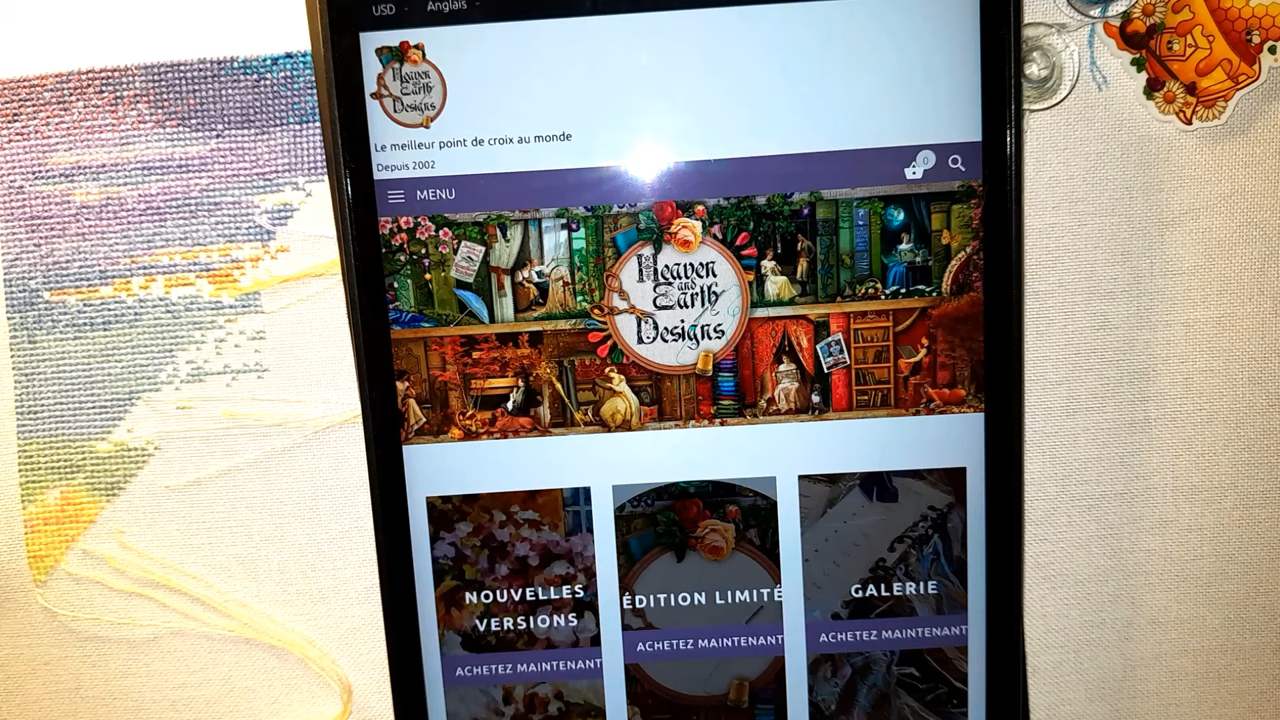 USD
Anglais
Heaven
and
Earth
Designs
Le meilleur point de croix au monde
Depuis 2002
MENU
0
Heaven
and
Earth
Designs
NOUVELLES
VERSIONS
ACHETEZ MAINTENANT
ÉDITION LIMITÉ
ACHETEZ MAINTENANT
GALERIE
ACHETEZ MAINTENANT